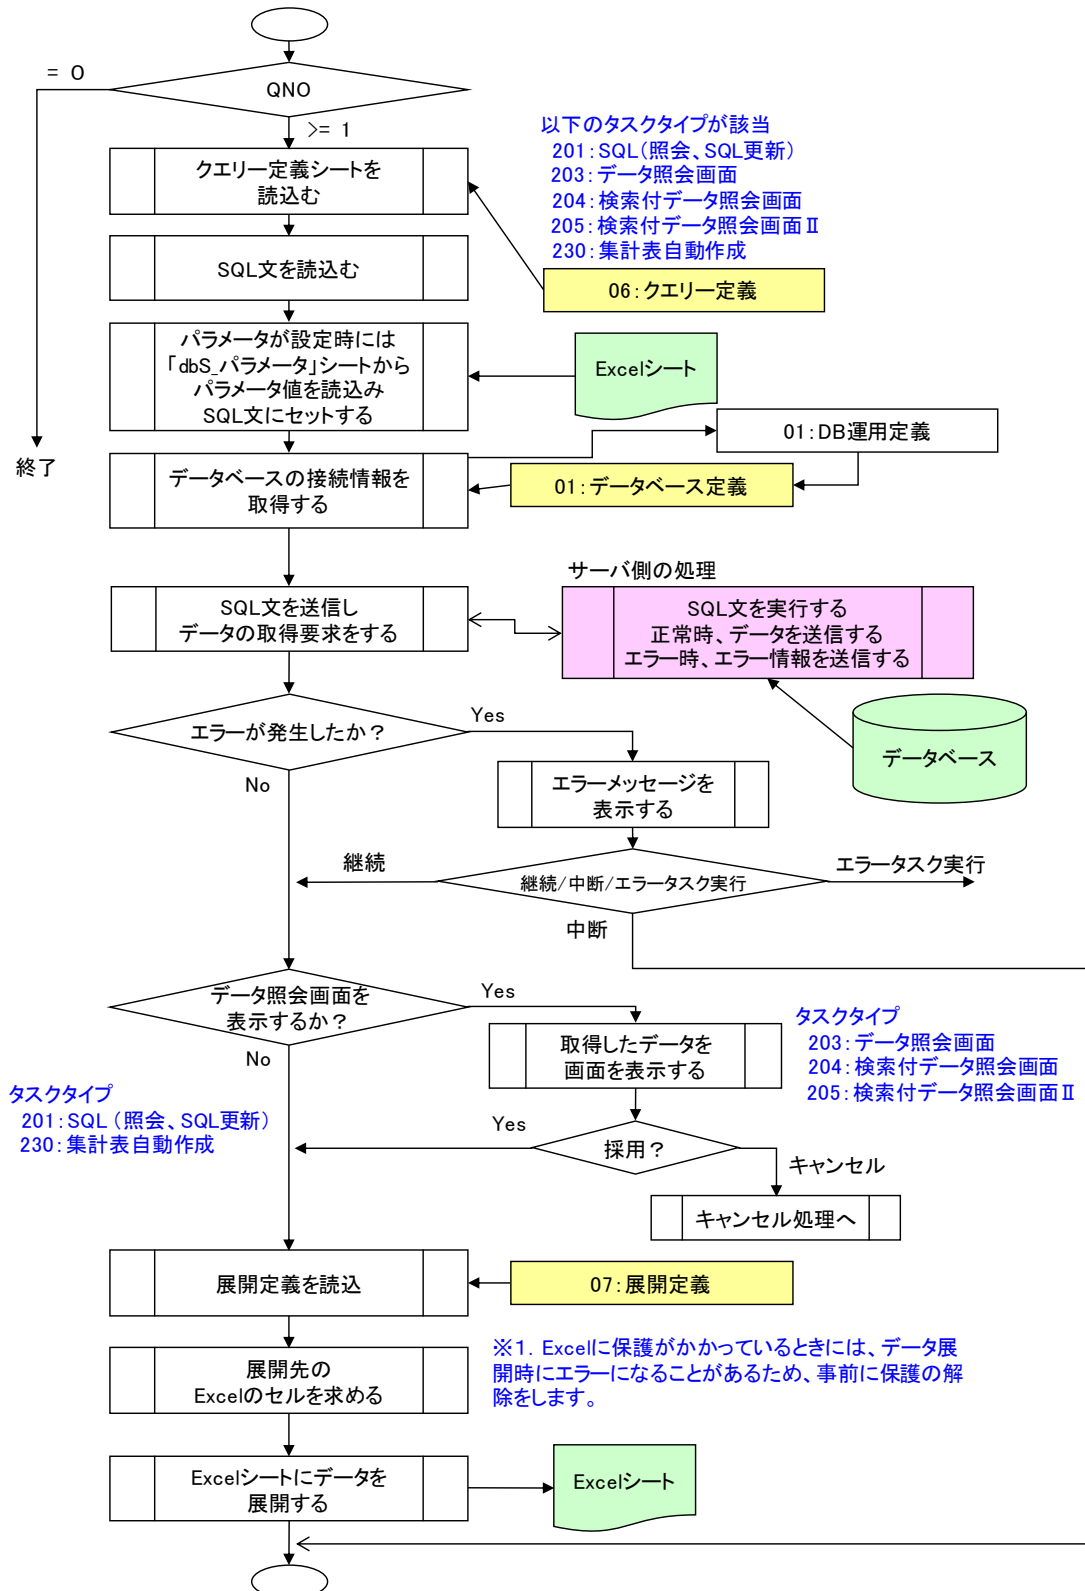 = 0
QNO
>= 1
以下のタスクタイプが該当
201：SQL（照会、SQL更新）
203：データ照会画面
204：検索付データ照会画面
205：検索付データ照会画面Ⅱ
230：集計表自動作成
クエリー定義シートを
読込む
SQL文を読込む
06：クエリー定義
パラメータが設定時には
「dbS_パラメータ」シートから
パラメータ値を読込み
SQL文にセットする
Excelシート
01：DB運用定義
終了
データベースの接続情報を
取得する
01：データベース定義
サーバ側の処理
SQL文を送信し
データの取得要求をする
SQL文を実行する
正常時、データを送信する
エラー時、エラー情報を送信する
エラーが発生したか？
Yes
データベース
No
エラーメッセージを
表示する
継続
継続/中断/エラータスク実行
エラータスク実行
中断
データ照会画面を
表示するか？
Yes
取得したデータを
画面を表示する
タスクタイプ
203：データ照会画面
204：検索付データ照会画面
205：検索付データ照会画面Ⅱ
No
タスクタイプ
201：SQL（照会、SQL更新）
230：集計表自動作成
Yes
採用？
キャンセル
キャンセル処理へ
展開定義を読込
07：展開定義
※1．Excelに保護がかかっているときには、データ展
開時にエラーになることがあるため、事前に保護の解
除をします。
展開先の
Excelのセルを求める
Excelシートにデータを
展開する
Excelシート